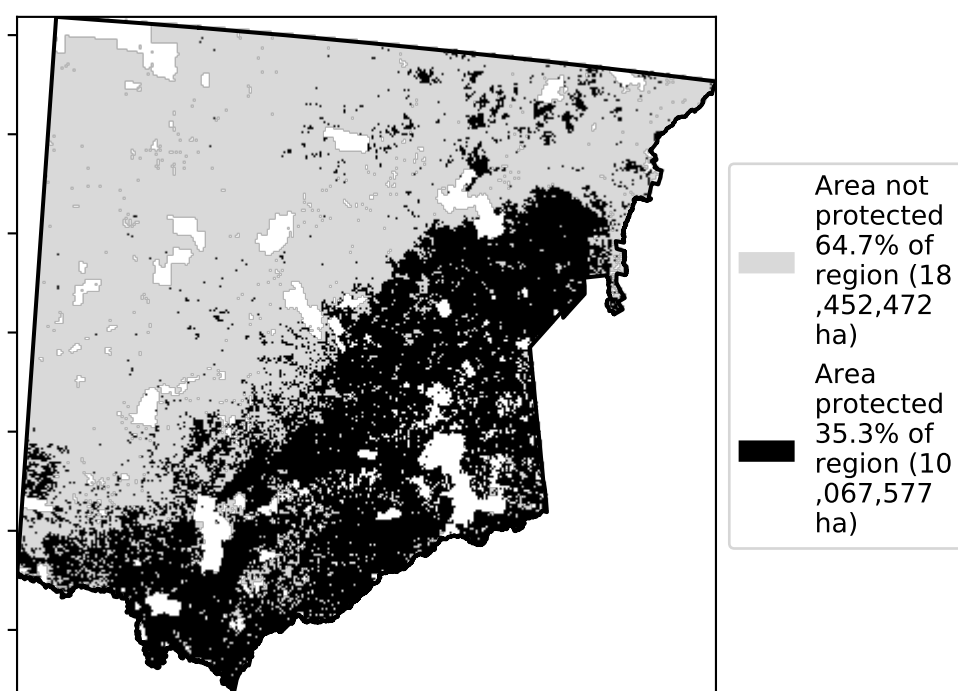 Area not
protected
64.7% of
region (18
,452,472
ha)
Area
protected
35.3% of
region (10
,067,577
ha)